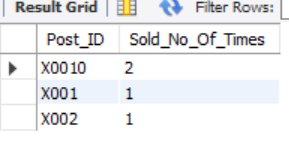 Result Grid Filter Rows:
Post_ID Sold_No_Of_Times
X0010 2
X001 1
X002 1